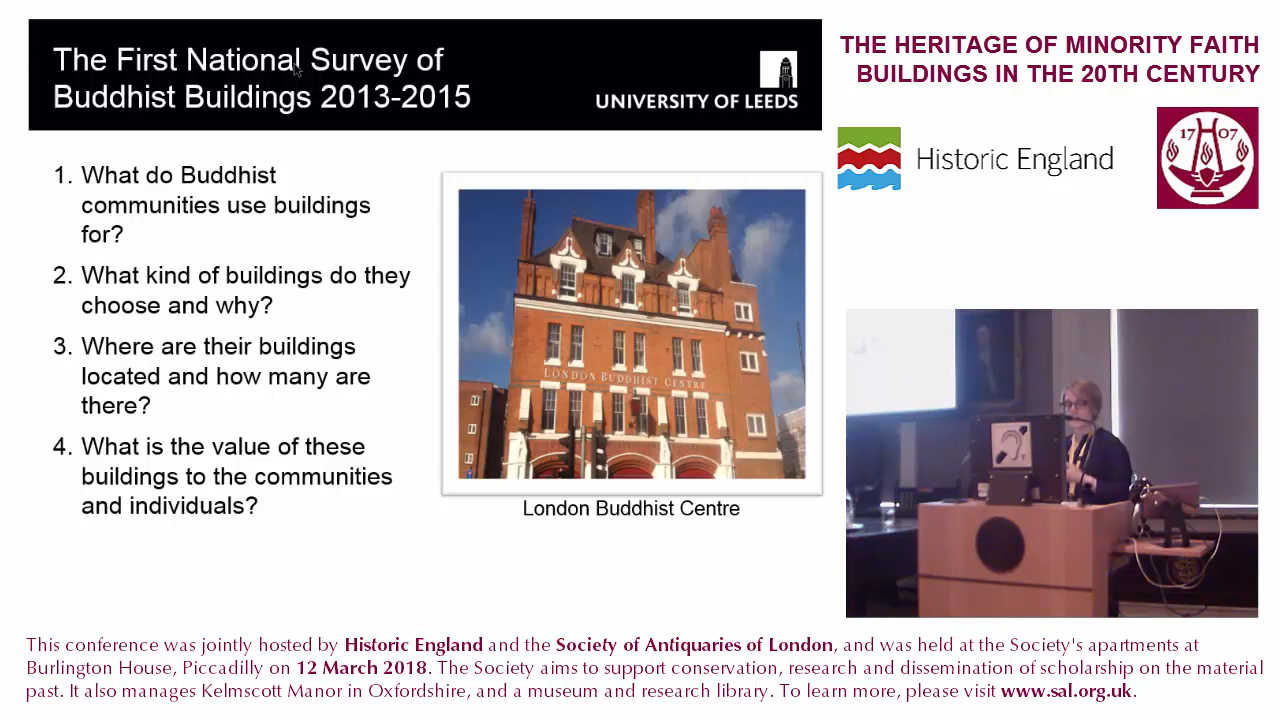 The First National Survey of
Buddhist Buildings 2013-2015
UNIVERSITY OF LEEDS
1. What do Buddhist
communities use buildings
for?
2. What kind of buildings do they
choose and why?
3. Where are their buildings
located and how many are
there?
4. What is the value of these
buildings to the communities
and individuals?
LONDON BUDDHIST CENTRE
London Buddhist Centre
THE HERITAGE OF MINORITY FAITH
BUILDINGS IN THE 20TH CENTURY
Historic England
1707
This conference was jointly hosted by Historic England and the Society of Antiquaries of London, and was held at the Society's apartments at
Burlington House, Piccadilly on 12 March 2018. The Society aims to support conservation, research and dissemination of scholarship on the material
past. It also manages Kelmscott Manor in Oxfordshire, and a museum and research library. To learn more, please visit www.sal.org.uk.